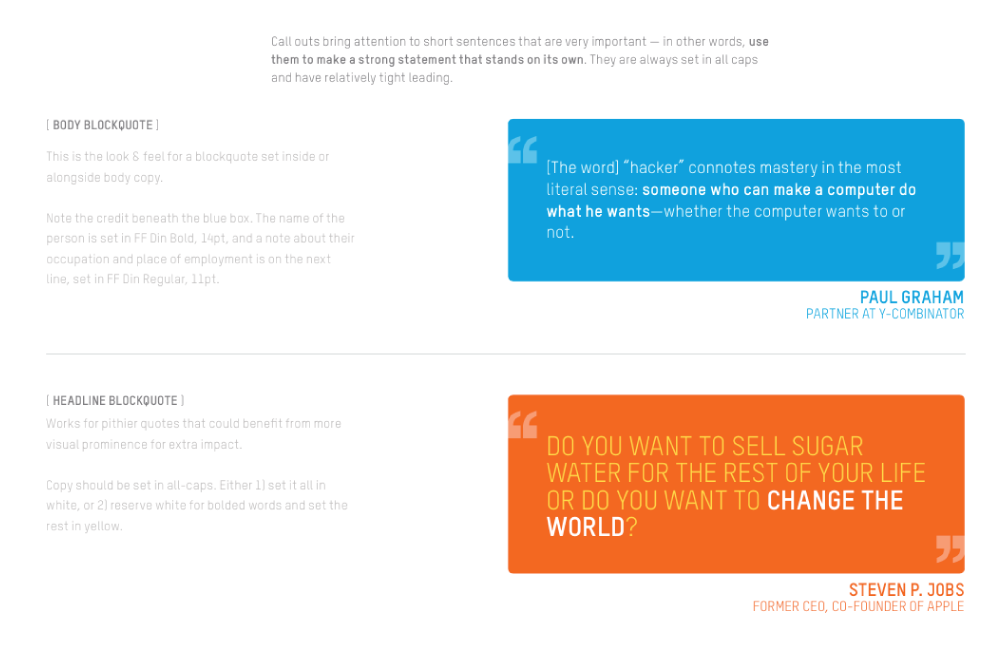 Call outs bring attention to short sentences that are very important — in other words, use
them to make a strong statement that stands on its own. They are always set in all caps
and have relatively tight leading.
[ BODY BLOCKQUOTE ]
This is the look & feel for a blockquote set inside or
alongside body copy.
Note the credit beneath the blue box. The name of the
person is set in FF Din Bold, 14pt, and a note about their
occupation and place of employment is on the next
line, set in FF Din Regular, 11pt.
“
[The word] “hacker” connotes mastery in the most
literal sense: someone who can make a computer do
what he wants—whether the computer wants to or
not.
”
PAUL GRAHAM
PARTNER AT Y-COMBINATOR
[ HEADLINE BLOCKQUOTE ]
Works for pithier quotes that could benefit from more
visual prominence for extra impact.
Copy should be set in all-caps. Either 1) set it all in
white, or 2) reserve white for bolded words and set the
rest in yellow.
“
DO YOU WANT TO SELL SUGAR
WATER FOR THE REST OF YOUR LIFE
OR DO YOU WANT TO CHANGE THE
WORLD?
”
STEVEN P. JOBS
FORMER CEO, CO-FOUNDER OF APPLE